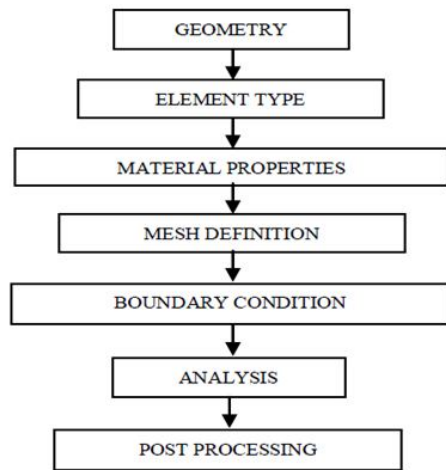 GEOMETRY
ELEMENT TYPE
MATERIAL PROPERTIES
MESH DEFINITION
BOUNDARY CONDITION
ANALYSIS
POST PROCESSING